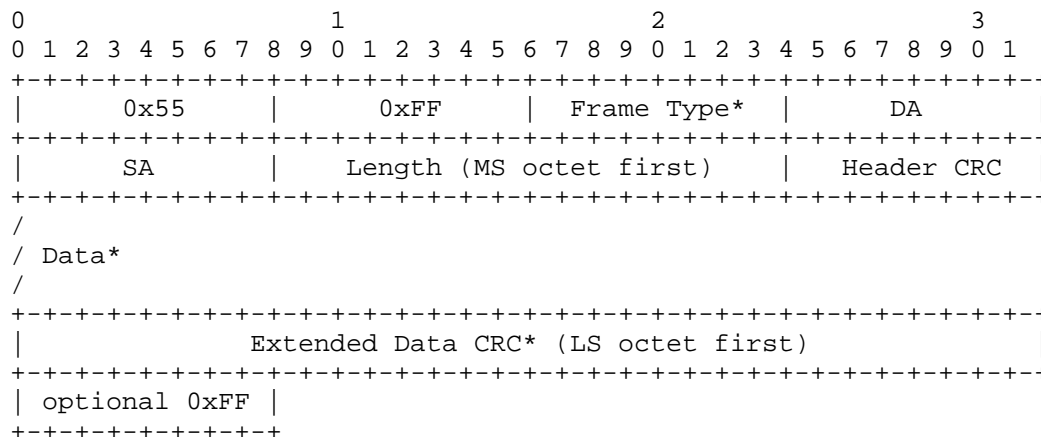 0                   1                   2                   3
0 1 2 3 4 5 6 7 8 9 0 1 2 3 4 5 6 7 8 9 0 1 2 3 4 5 6 7 8 9 0 1
+-+-+-+-+-+-+-+-+-+-+-+-+-+-+-+-+-+-+-+-+-+-+-+-+-+-+-+-+-+-+-+--
|      0x55     |      0xFF     |  Frame Type*  |      DA       |
+-+-+-+-+-+-+-+-+-+-+-+-+-+-+-+-+-+-+-+-+-+-+-+-+-+-+-+-+-+-+-+--
|      SA       |    Length (MS octet first)    |   Header CRC  |
+-+-+-+-+-+-+-+-+-+-+-+-+-+-+-+-+-+-+-+-+-+-+-+-+-+-+-+-+-+-+-+--
/
/ Data*
/
+-+-+-+-+-+-+-+-+-+-+-+-+-+-+-+-+-+-+-+-+-+-+-+-+-+-+-+-+-+-+-+--
|              Extended Data CRC* (LS octet first)              |
+-+-+-+-+-+-+-+-+-+-+-+-+-+-+-+-+-+-+-+-+-+-+-+-+-+-+-+-+-+-+-+--
| optional 0xFF |
+-+-+-+-+-+-+-+-+